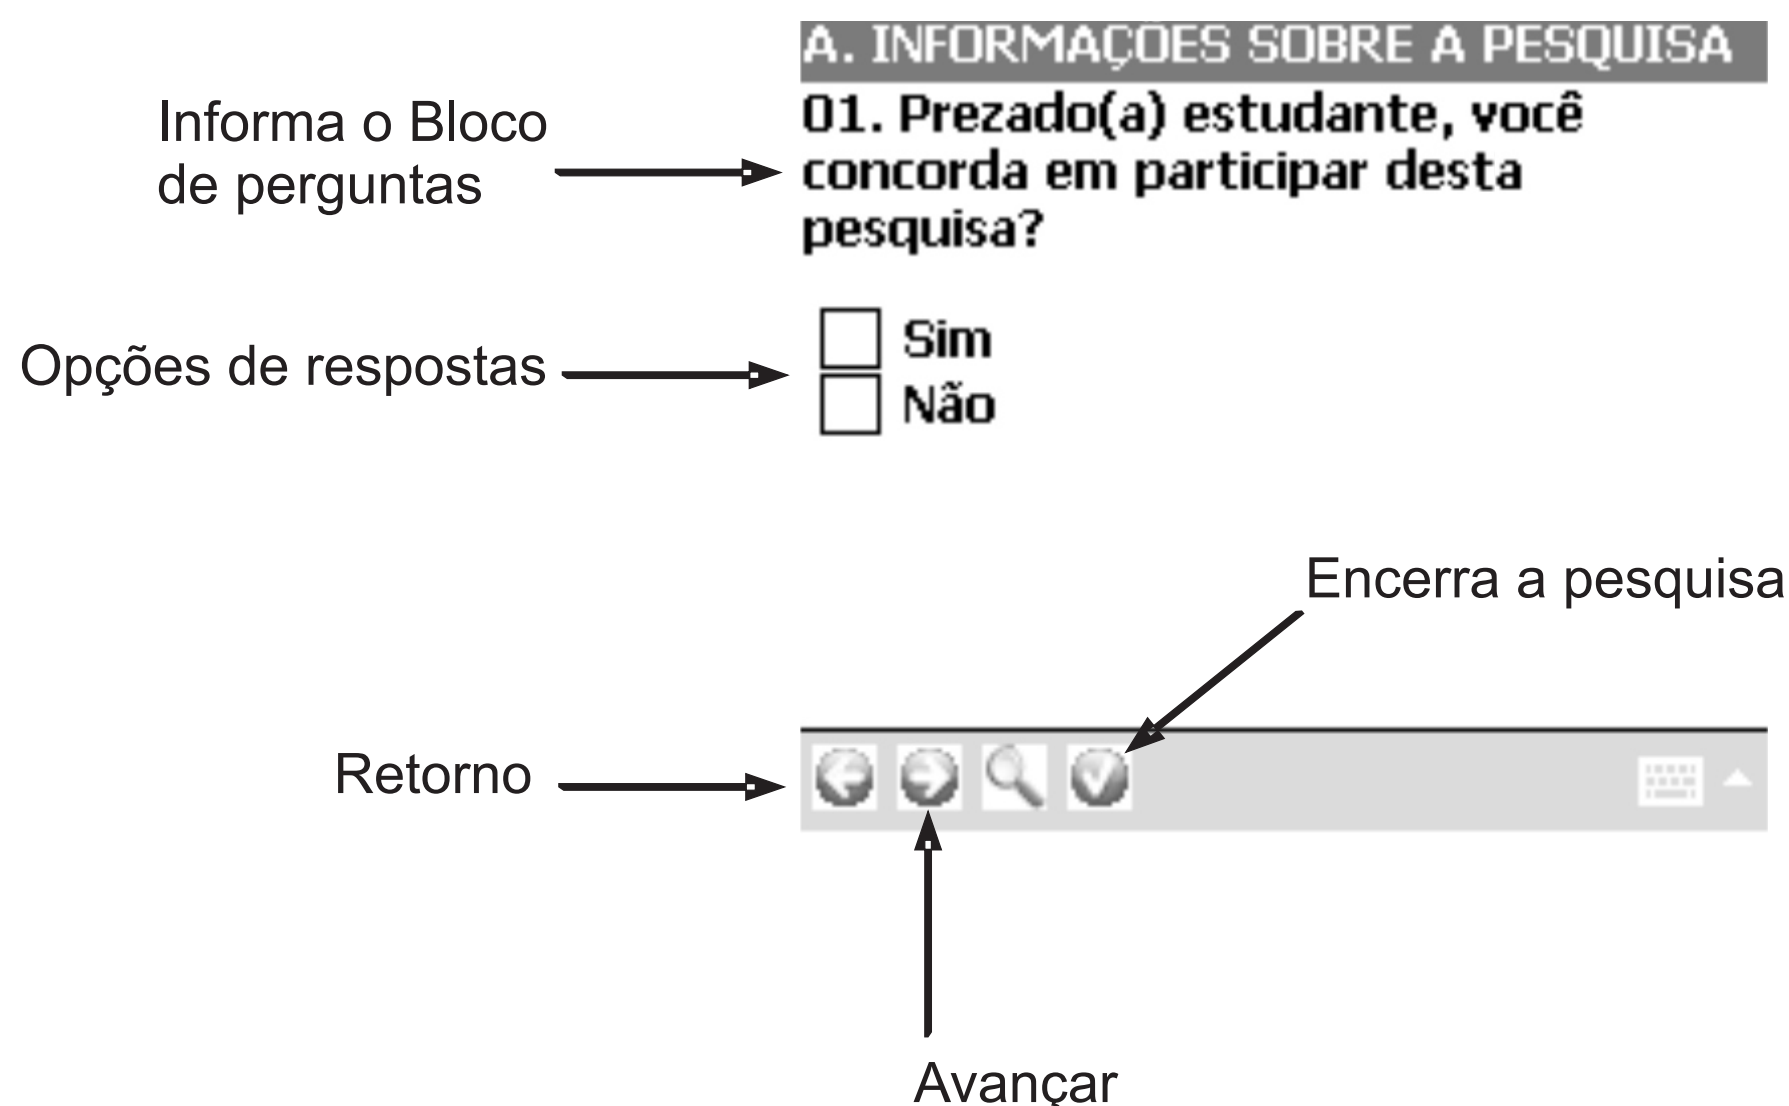 A. INFORMAÇÕES SOBRE A PESQUISA
Informa o Bloco
de perguntas
01. Prezado(a) estudante, você
concorda em participar desta
pesquisa?
Opções de respostas
Sim
Não
Encerra a pesquisa
Retorno
Avançar